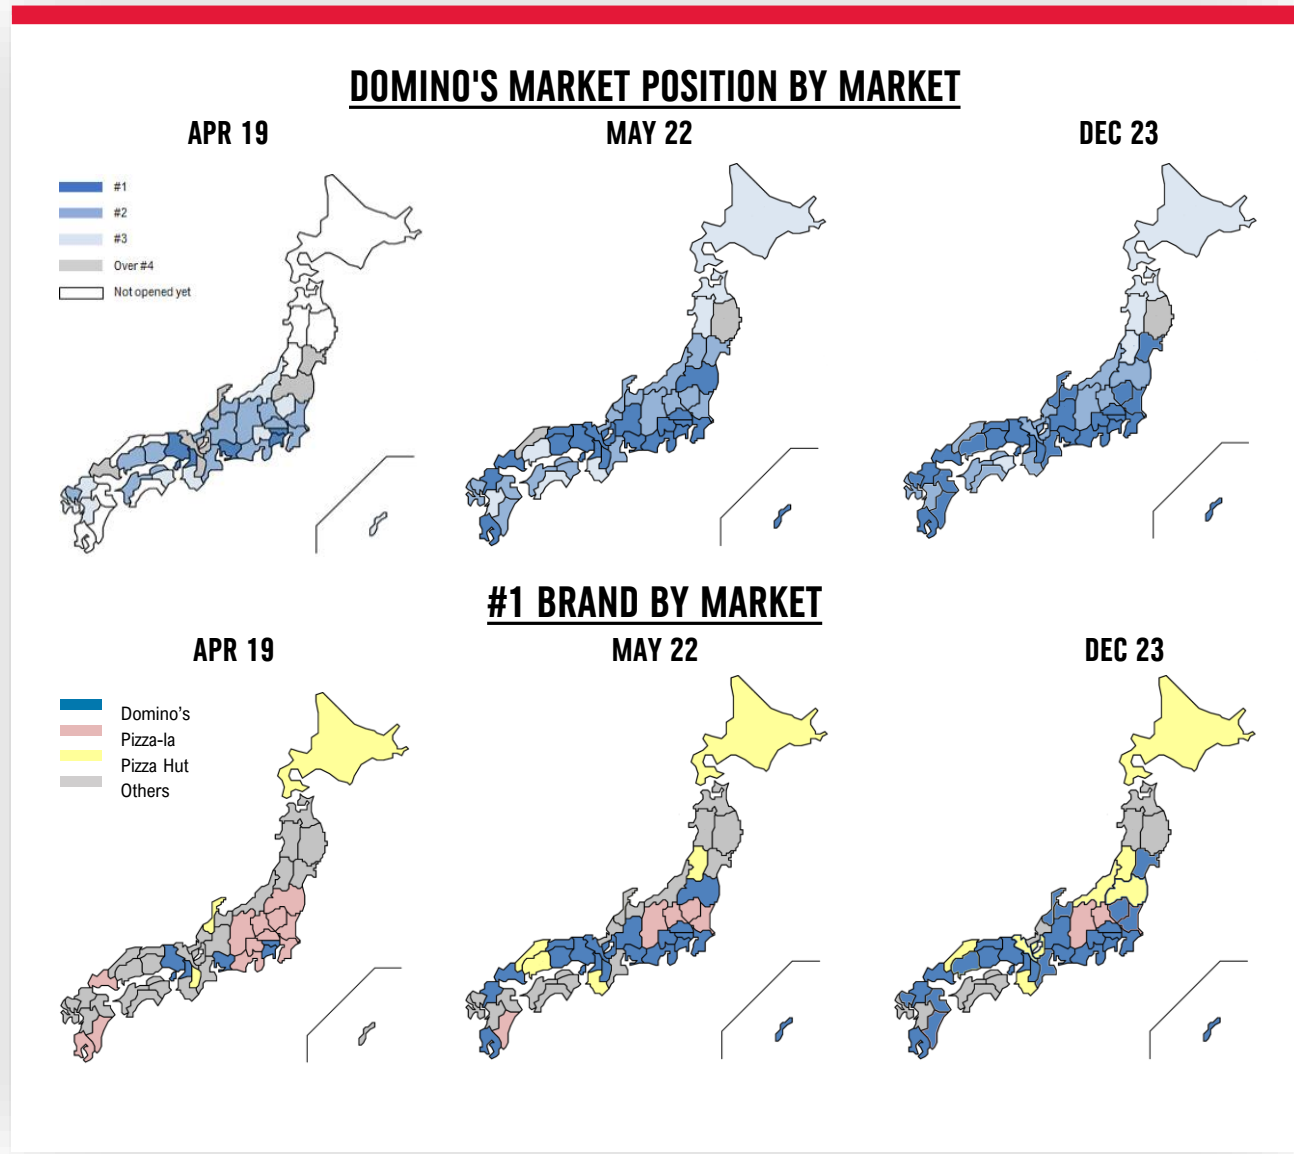 DOMINO'S MARKET POSITION BY MARKET
APR 19
MAY 22
DEC 23
#1
#2
#3
Over #4
Not opened yet
#1 BRAND BY MARKET
APR 19
MAY 22
DEC 23
Domino's
Pizza-la
Pizza Hut
Others